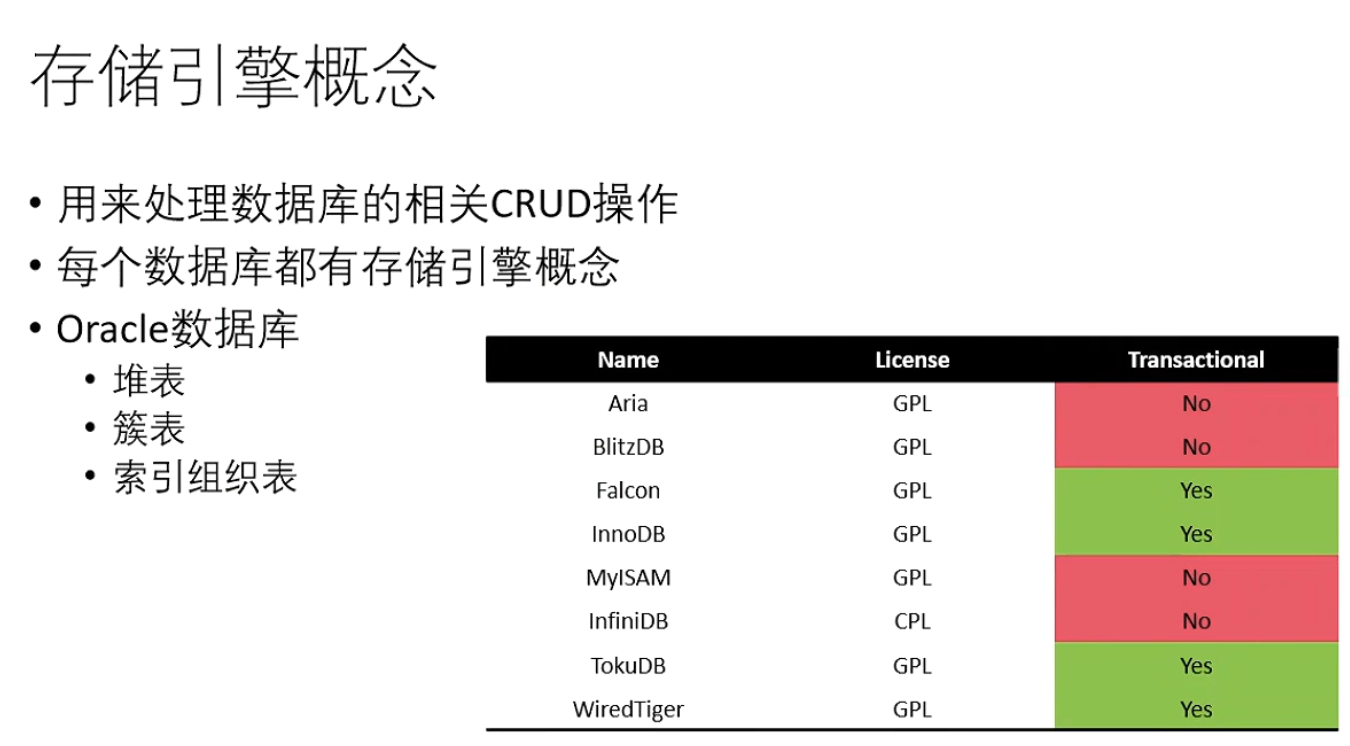 存储引擎概念
• 用来处理数据库的相关CRUD操作
• 每个数据库都有存储引擎概念
• Oracle数据库
• 堆表
• 簇表
• 索引组织表
Name License Transactional
Aria GPL No
BlitzDB GPL No
Falcon GPL Yes
InnoDB GPL Yes
MyISAM GPL No
InfiniDB CPL No
TokuDB GPL Yes
WiredTiger GPL Yes